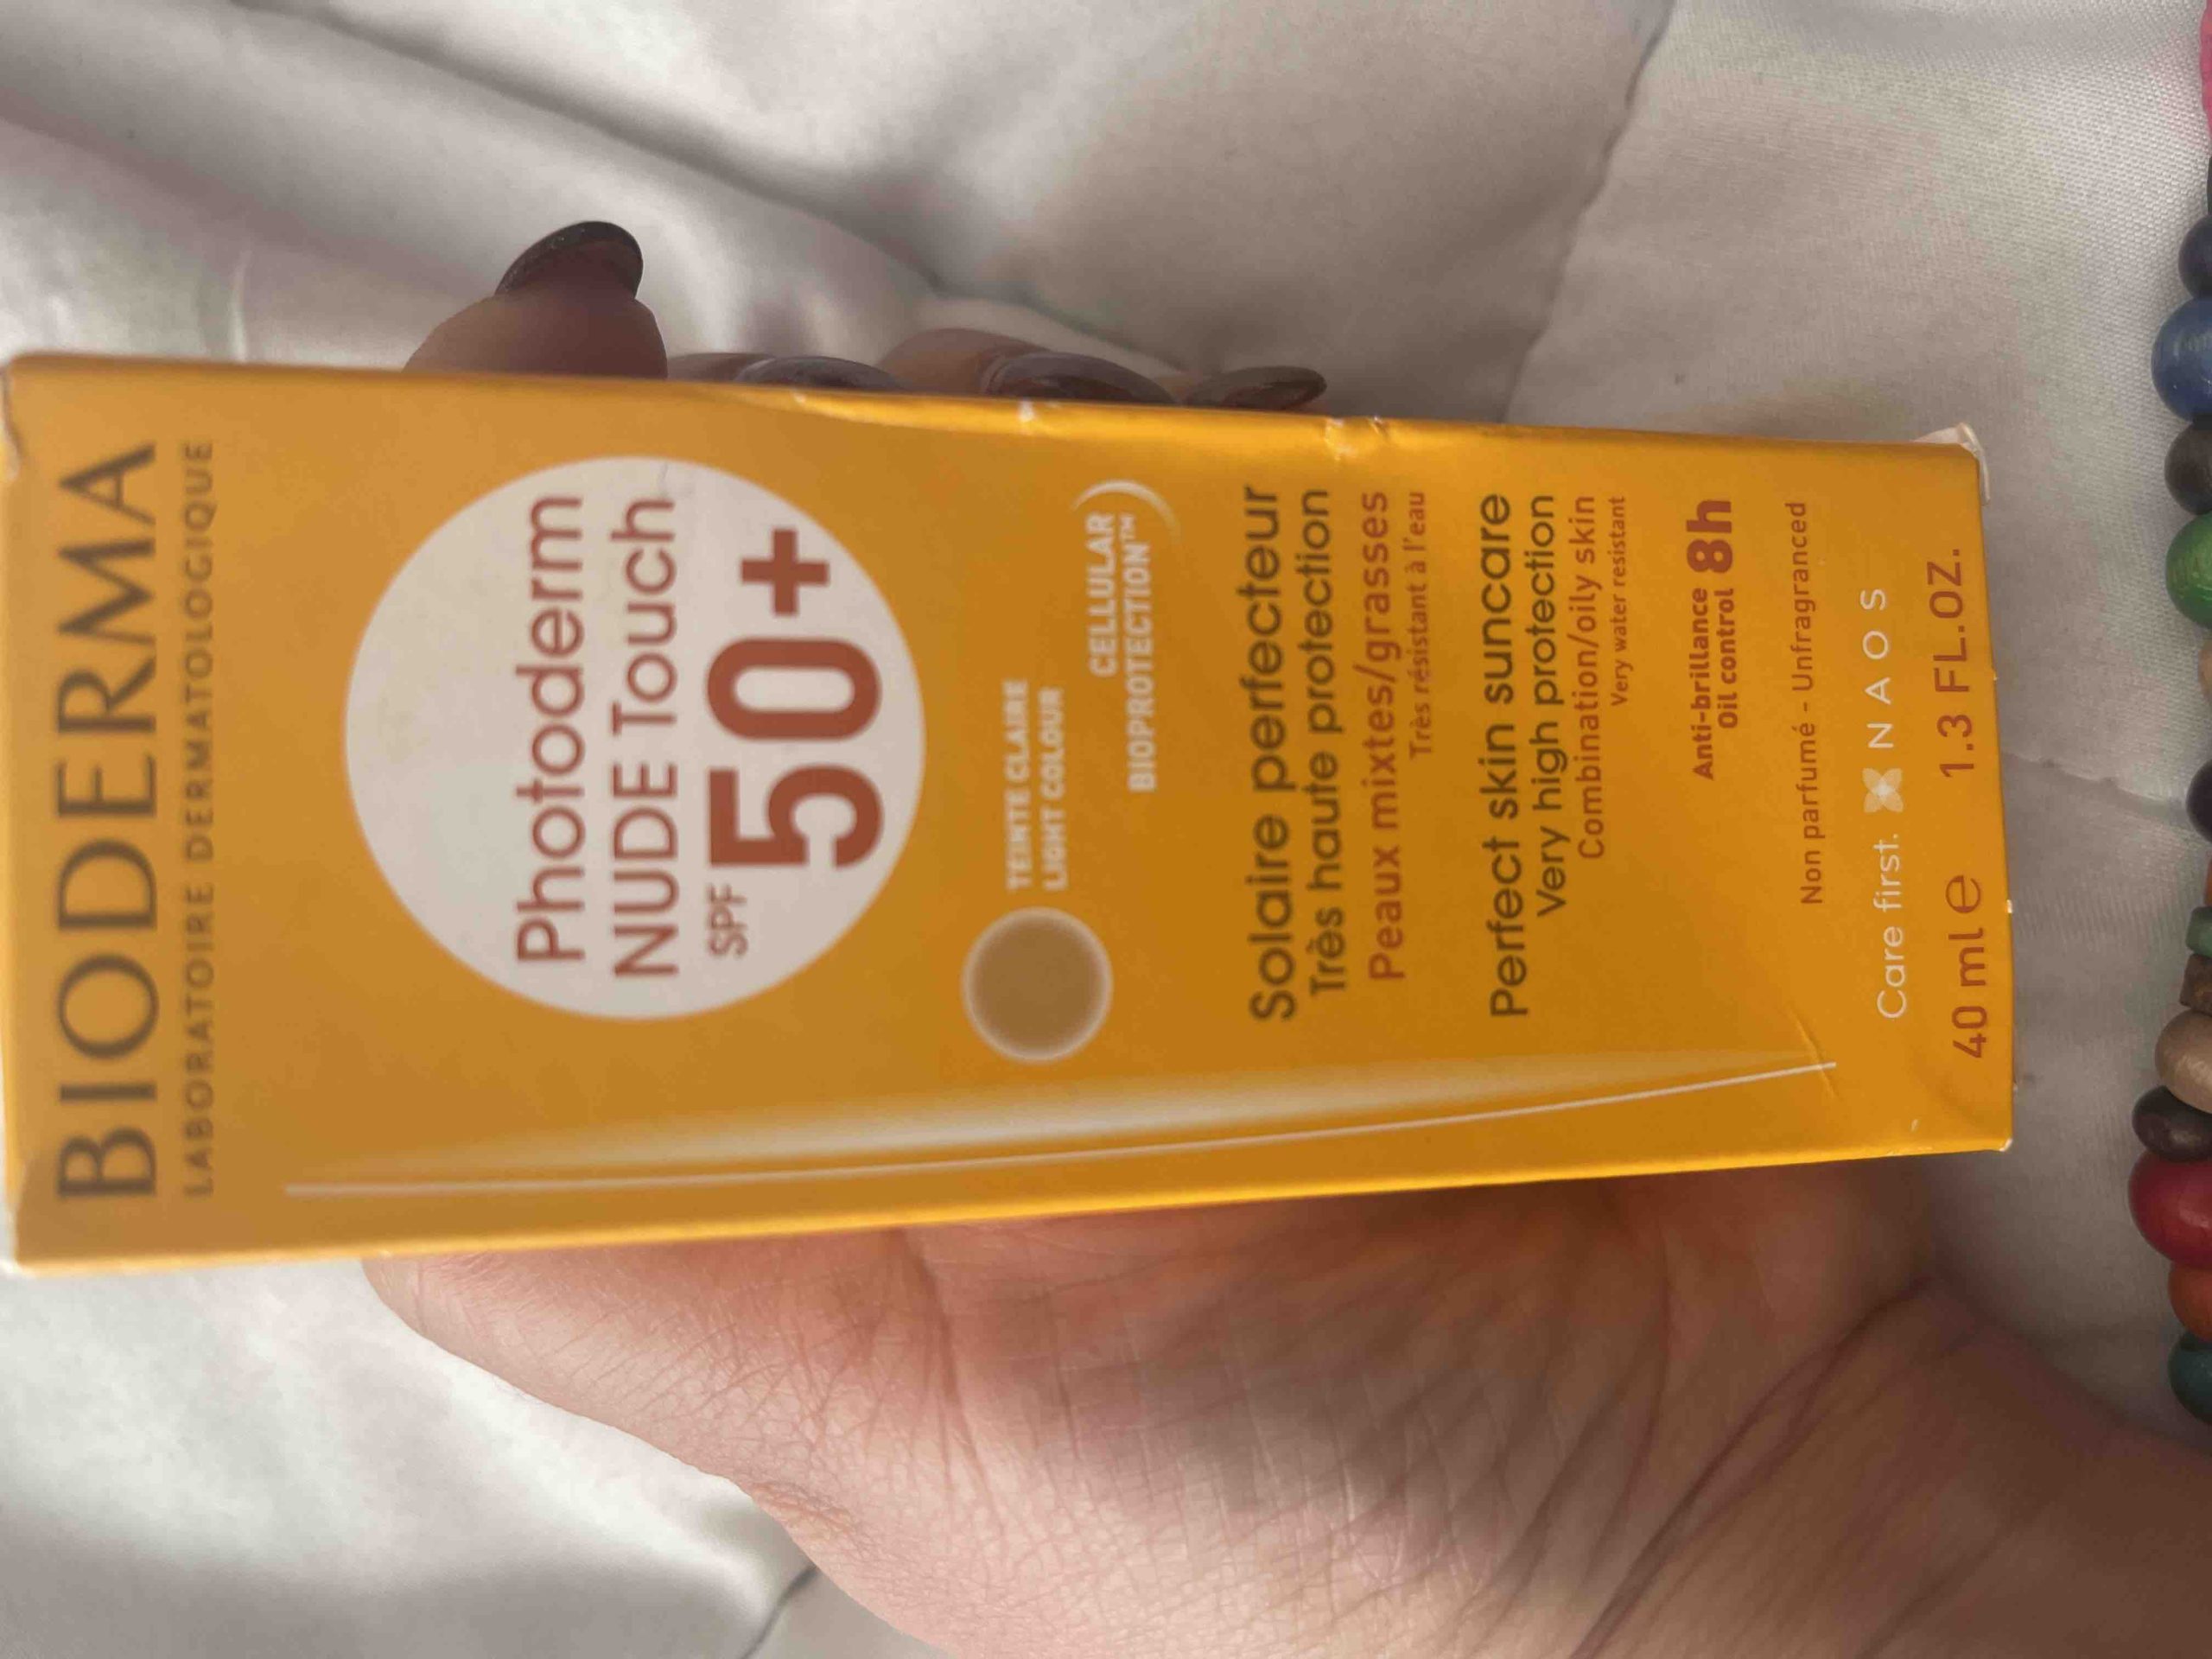 BIODERMA
LABORATOIRE DERMATOLOGIQUE
Photoderm
NUDE Touch
SPF 50+
TEINTE CLAIRE
LIGHT COLOUR
CELLULAR
BIOPROTECTION™
Solaire perfecteur
Très haute protection
Peaux mixtes/grasses
Très résistant à l'eau
Perfect skin suncare
Very high protection
Combination/oily skin
Very water resistant
Anti-brillance
Oil control 8h
Non parfumé - Unfragranced
Care first. NAOS
40 ml e 1.3 FL.OZ.